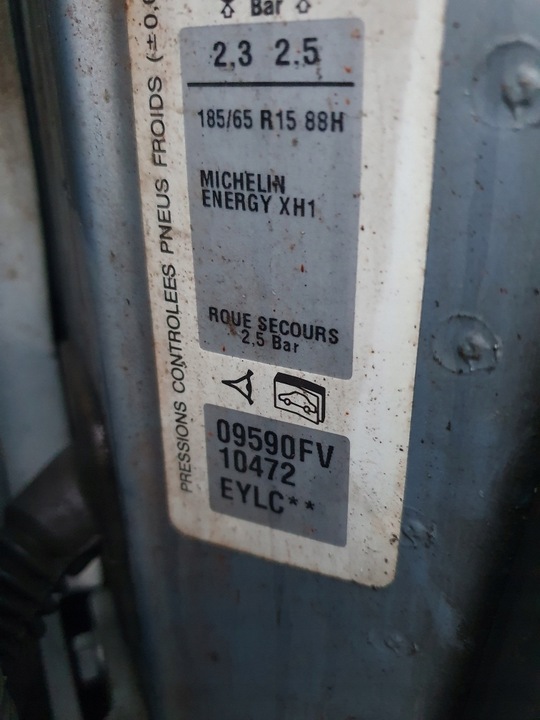 Bar
2,3 2.5
185/65 R15 88H
MICHELIN
ENERGY XH1
ROUE SECOURS
2,5 Bar
PRESSIONS CONTROLEES PNEUS FROIDS (±0,
09590FV
10472
EYLC**